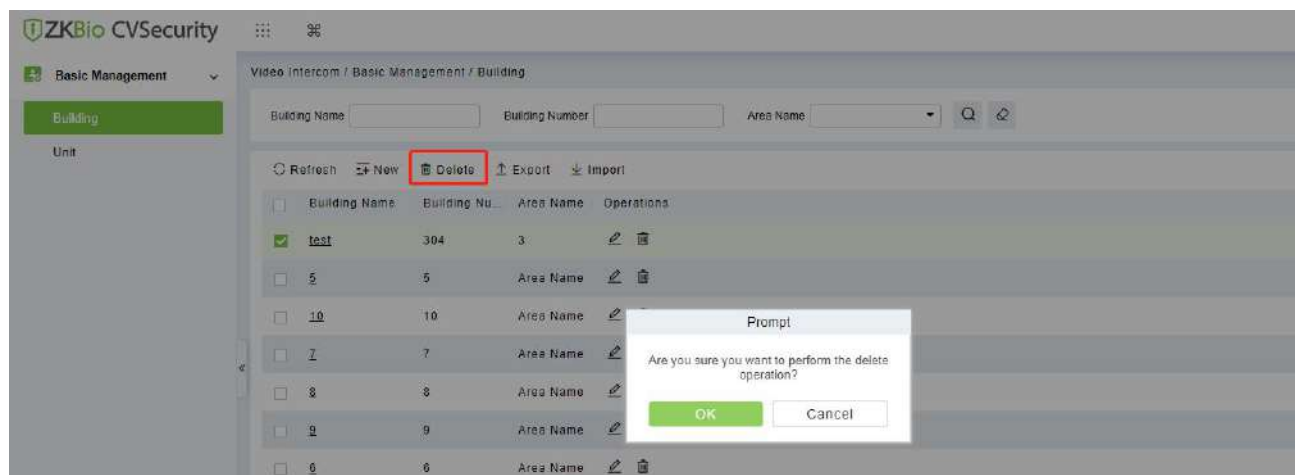 ZKBio CVSecurity
Basic Management
Building
Unit
Video Intercom / Basic Management / Building
Building Name Building Number Area Name
Refresh New Delete Export Import
Building Name Building Nu... Area Name Operations
test 304 3
5 5 Area Name
10 10 Area Name
7 7 Area Name
8 8 Area Name
9 9 Area Name
6 6 Area Name
Prompt
Are you sure you want to perform the delete
operation?
OK Cancel